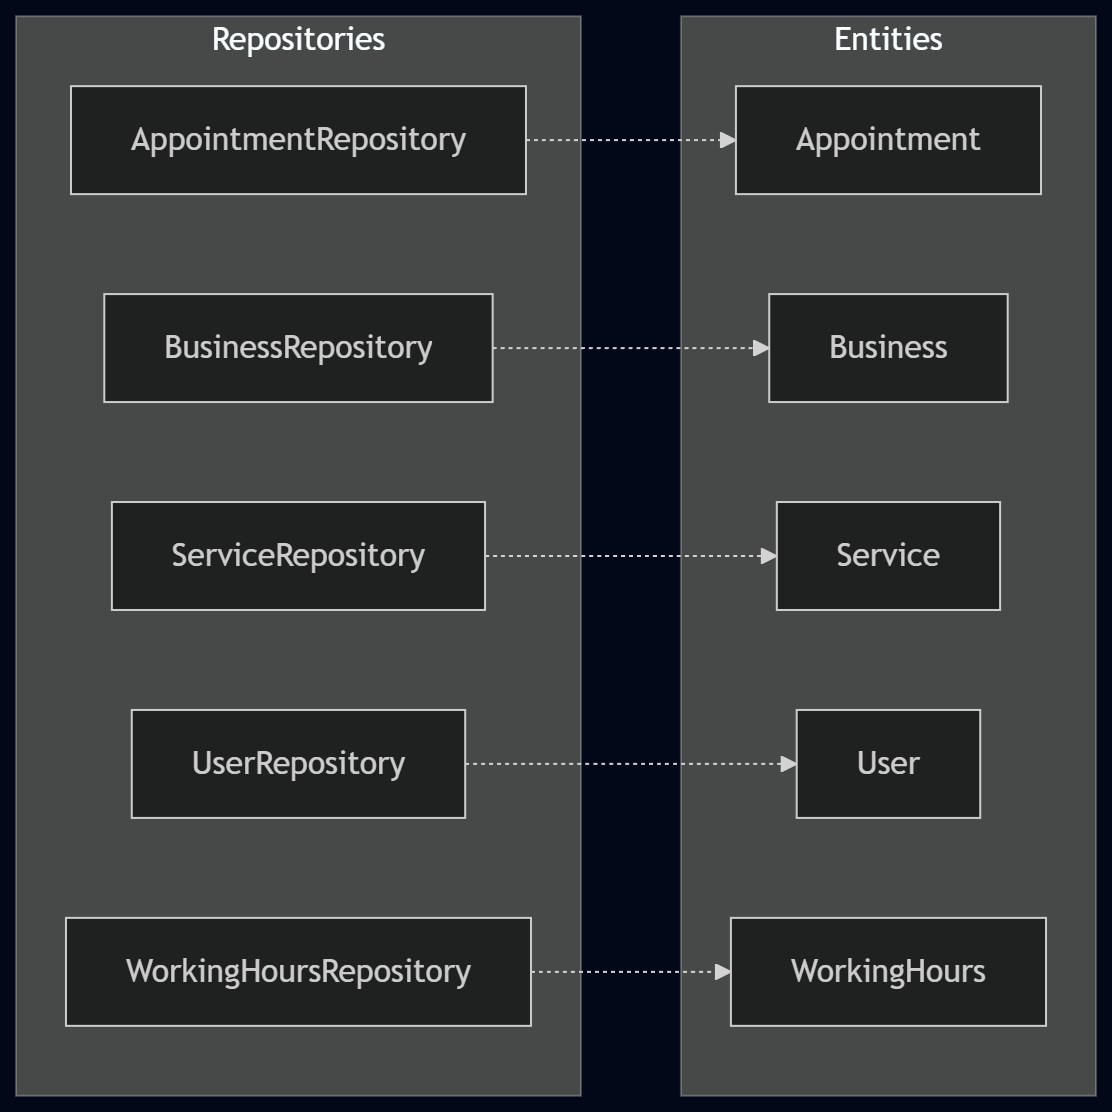 Repositories
Entities
AppointmentRepository
Appointment
BusinessRepository
Business
ServiceRepository
Service
UserRepository
User
WorkingHoursRepository
WorkingHours